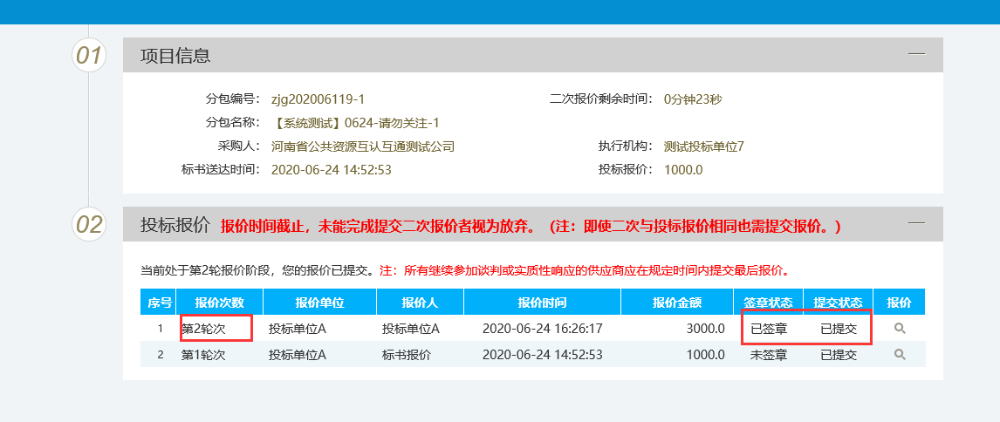 01 项目信息
分包编号： zjg202006119-1 二次报价剩余时间： 0分钟23秒
分包名称： 【系统测试】0624-请勿关注-1
采购人： 河南省公共资源互认互通测试公司 执行机构： 测试投标单位7
标书送达时间： 2020-06-24 14:52:53 投标报价： 1000.0
02 投标报价 报价时间截止，未能完成提交二次报价者视为放弃。（注：即使二次与投标报价相同也需提交报价。）
当前处于第2轮报价阶段，您的报价已提交。注：所有继续参加谈判或实质性响应的供应商应在规定时间内提交最后报价。
序号 报价次数 报价单位 报价人 报价时间 报价金额 签章状态 提交状态 报价
1 第2轮次 投标单位A 投标单位A 2020-06-24 16:26:17 3000.0 已签章 已提交
2 第1轮次 投标单位A 标书报价 2020-06-24 14:52:53 1000.0 未签章 已提交